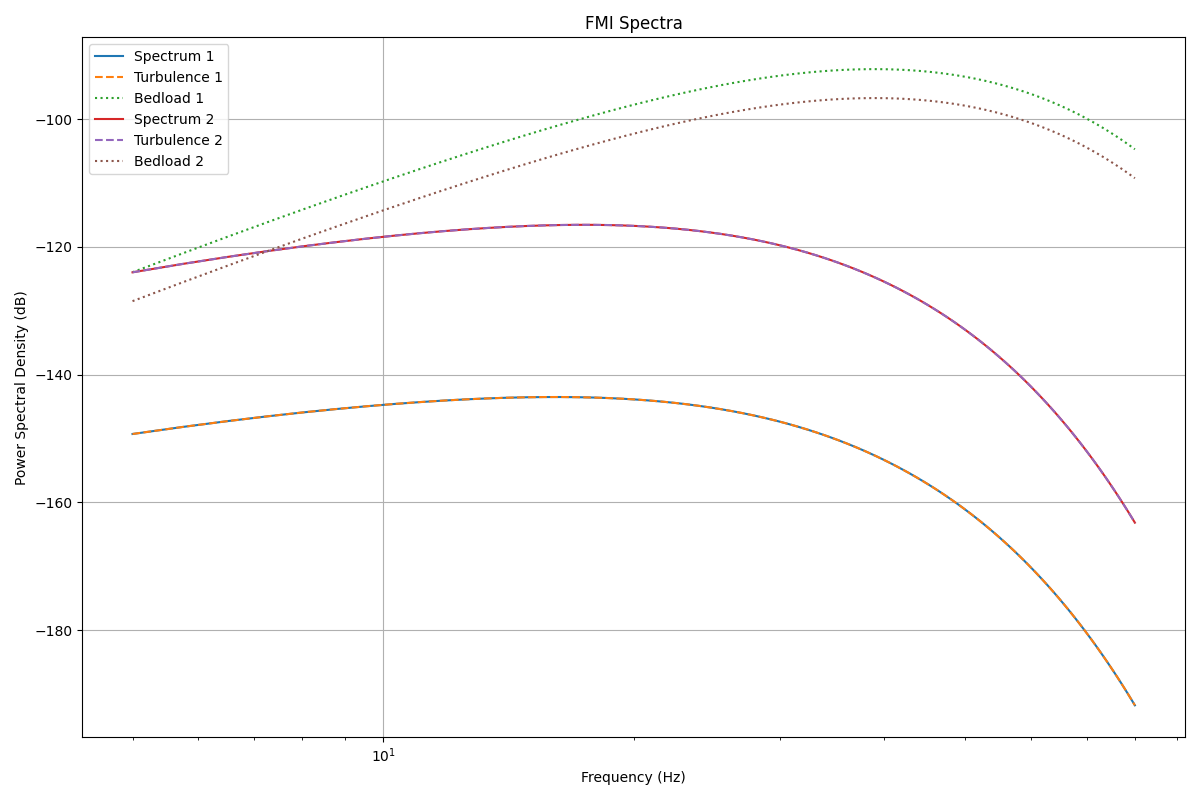 FMI Spectra
Spectrum 1
Turbulence 1
Bedload 1
Spectrum 2
Turbulence 2
Bedload 2
Power Spectral Density (dB)
−100
−120
−140
−160
−180
10¹
Frequency (Hz)